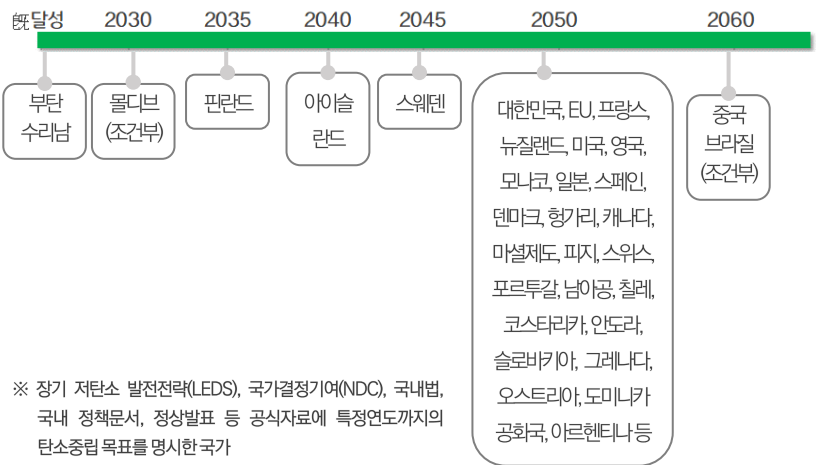 旣달성 2030 2035 2040 2045 2050 2060
부탄
수리남
몰디브
(조건부)
핀란드
아이슬
란드
스웨덴
대한민국, EU, 프랑스,
뉴질랜드, 미국, 영국,
모나코, 일본, 스페인,
덴마크, 헝가리, 캐나다,
마셜제도, 피지, 스위스,
포르투갈, 남아공, 칠레,
코스타리카, 안도라,
슬로바키아, 그레나다,
오스트리아, 도미니카
공화국, 아르헨티나 등
중국
브라질
(조건부)
※ 장기 저탄소 발전전략(LEDS), 국가결정기여(NDC), 국내법,
국내 정책문서, 정상발표 등 공식자료에 특정연도까지의
탄소중립 목표를 명시한 국가